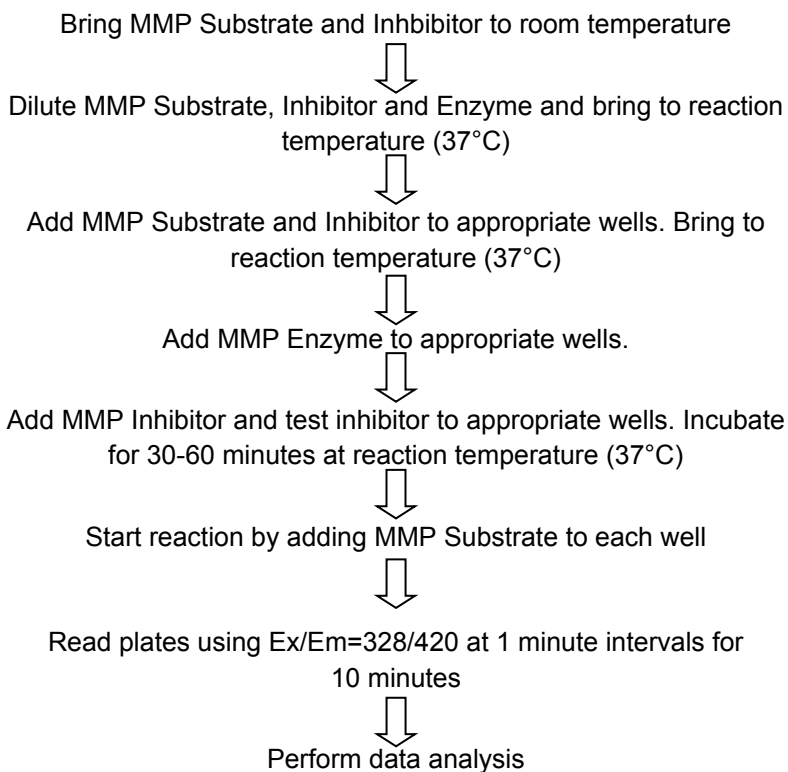 Bring MMP Substrate and Inhbibitor to room temperature
Dilute MMP Substrate, Inhibitor and Enzyme and bring to reaction
temperature (37°C)
Add MMP Substrate and Inhibitor to appropriate wells. Bring to
reaction temperature (37°C)
Add MMP Enzyme to appropriate wells.
Add MMP Inhibitor and test inhibitor to appropriate wells. Incubate
for 30-60 minutes at reaction temperature (37°C)
Start reaction by adding MMP Substrate to each well
Read plates using Ex/Em=328/420 at 1 minute intervals for
10 minutes
Perform data analysis